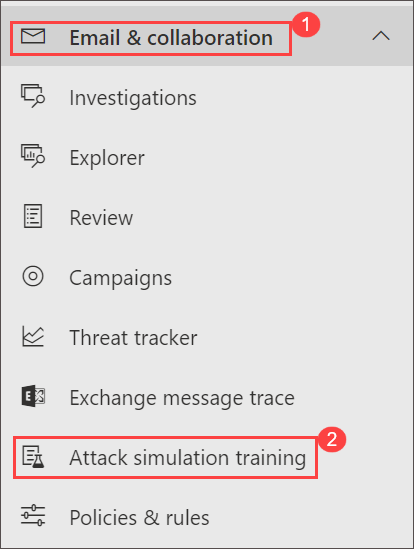 Email & collaboration 1
Investigations
Explorer
Review
Campaigns
Threat tracker
Exchange message trace
Attack simulation training 2
Policies & rules